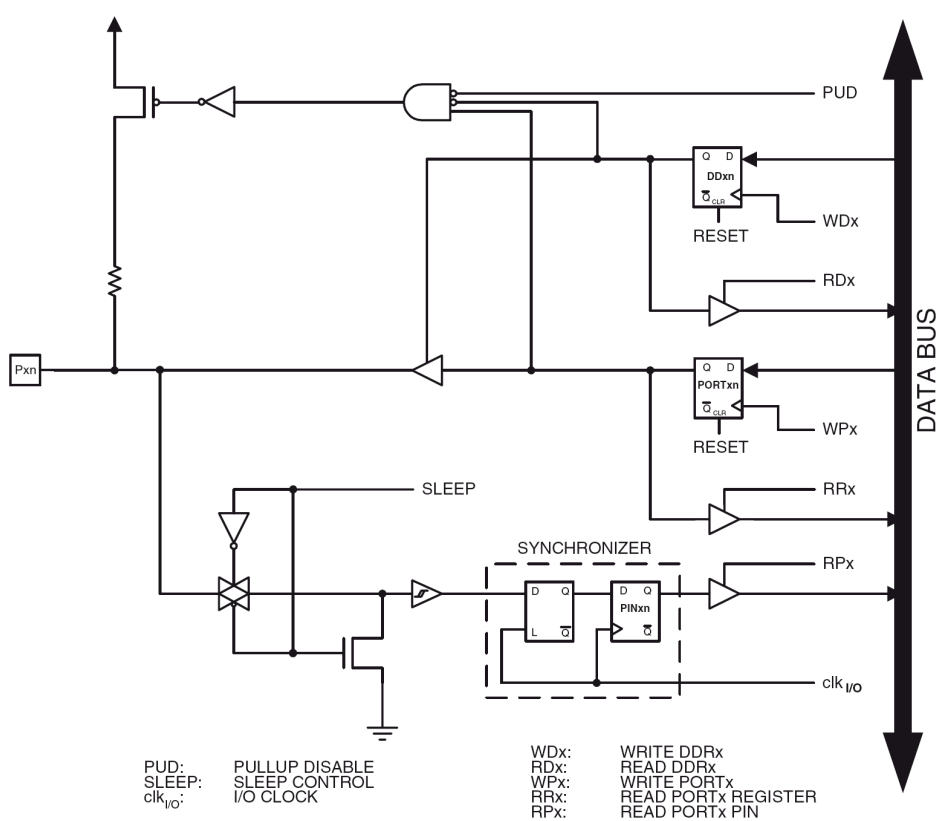 PUD
Q D
DDxn
Q CLR
WDx
RESET
RDx
Pxn
Q D
PORTxn
Q CLR
WPx
RESET
DATA BUS
SLEEP
RRx
SYNCHRONIZER
RPx
D Q
L Q
D Q
PINxn
Q
clk I/O
PUD: PULLUP DISABLE
SLEEP: SLEEP CONTROL
clkI/O: I/O CLOCK
WDx: WRITE DDRx
RDx: READ DDRx
WPx: WRITE PORTx
RRx: READ PORTx REGISTER
RPx: READ PORTx PIN